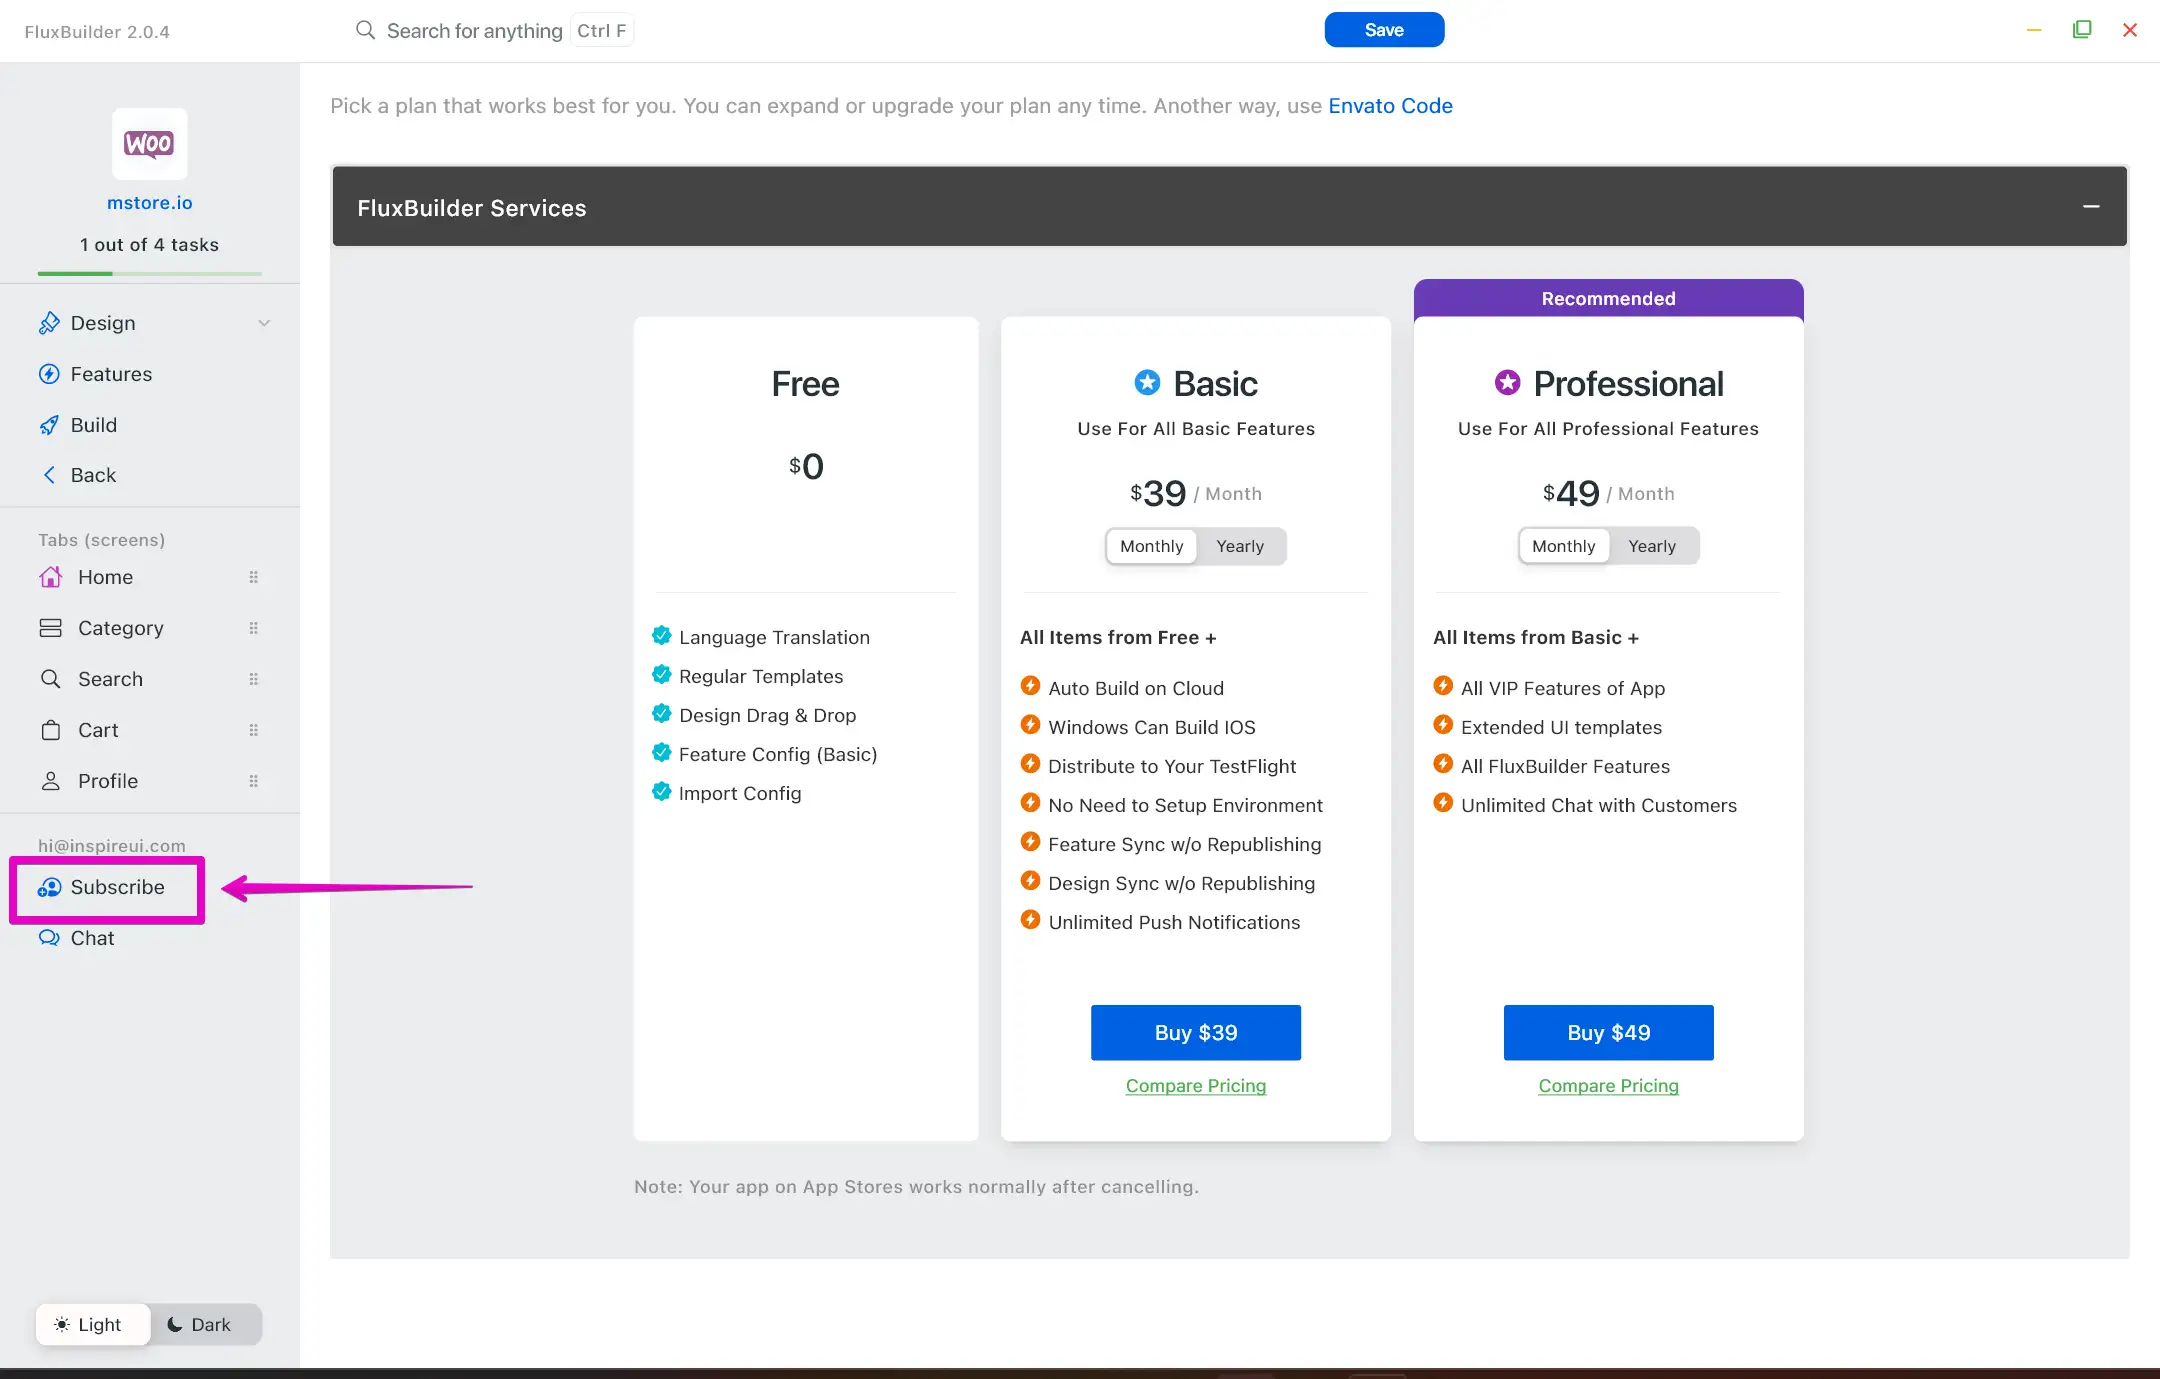 FluxBuilder 2.0.4
Search for anything Ctrl F
Save
WOO
mstore.io
1 out of 4 tasks
Design
Features
Build
Back
Tabs (screens)
Home
Category
Search
Cart
Profile
hi@inspireui.com
Subscribe
Chat
Light
Dark
Pick a plan that works best for you. You can expand or upgrade your plan any time. Another way, use Envato Code
FluxBuilder Services
Free
$0
Language Translation
Regular Templates
Design Drag & Drop
Feature Config (Basic)
Import Config
Basic
Use For All Basic Features
$39 / Month
Monthly Yearly
All Items from Free +
Auto Build on Cloud
Windows Can Build IOS
Distribute to Your TestFlight
No Need to Setup Environment
Feature Sync w/o Republishing
Design Sync w/o Republishing
Unlimited Push Notifications
Buy $39
Compare Pricing
Recommended
Professional
Use For All Professional Features
$49 / Month
Monthly Yearly
All Items from Basic +
All VIP Features of App
Extended UI templates
All FluxBuilder Features
Unlimited Chat with Customers
Buy $49
Compare Pricing
Note: Your app on App Stores works normally after cancelling.